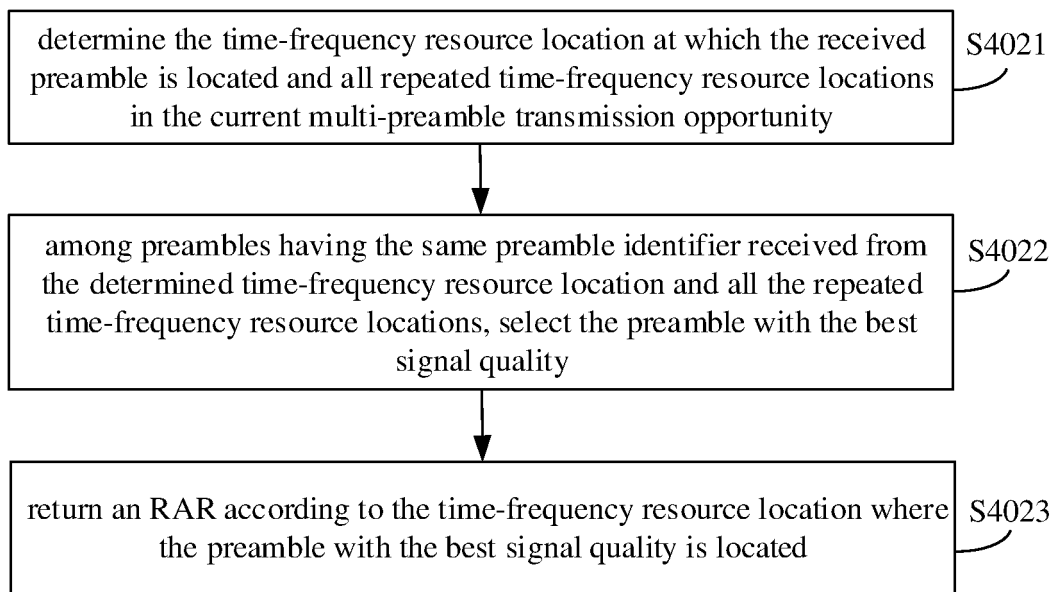 determine the time-frequency resource location at which the received
preamble is located and all repeated time-frequency resource locations
in the current multi-preamble transmission opportunity
S4021
among preambles having the same preamble identifier received from
the determined time-frequency resource location and all the repeated
time-frequency resource locations, select the preamble with the best
signal quality
S4022
return an RAR according to the time-frequency resource location where
the preamble with the best signal quality is located
S4023